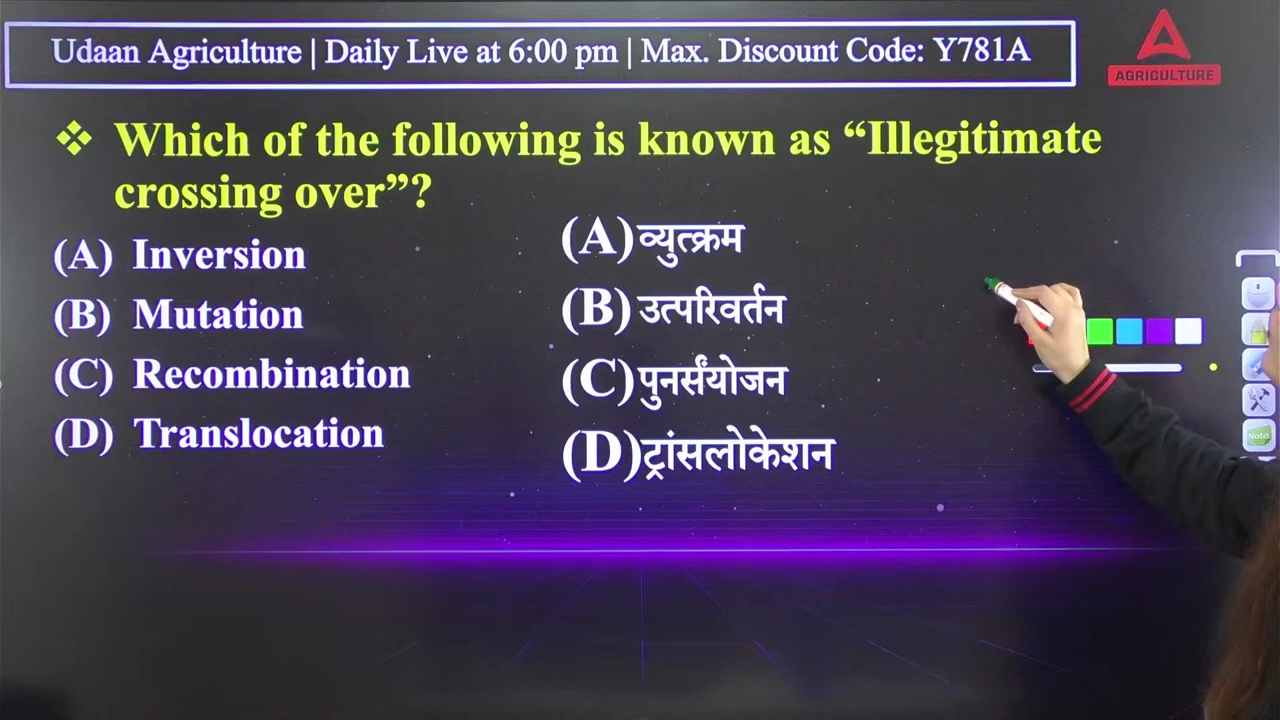 Udaan Agriculture | Daily Live at 6:00 pm | Max. Discount Code: Y781A
AGRICULTURE
❖ Which of the following is known as “Illegitimate
crossing over”?
(A) Inversion
(B) Mutation
(C) Recombination
(D) Translocation
(A) व्युत्क्रम
(B) उत्परिवर्तन
(C) पुनर्संयोजन
(D) ट्रांसलोकेशन
Note